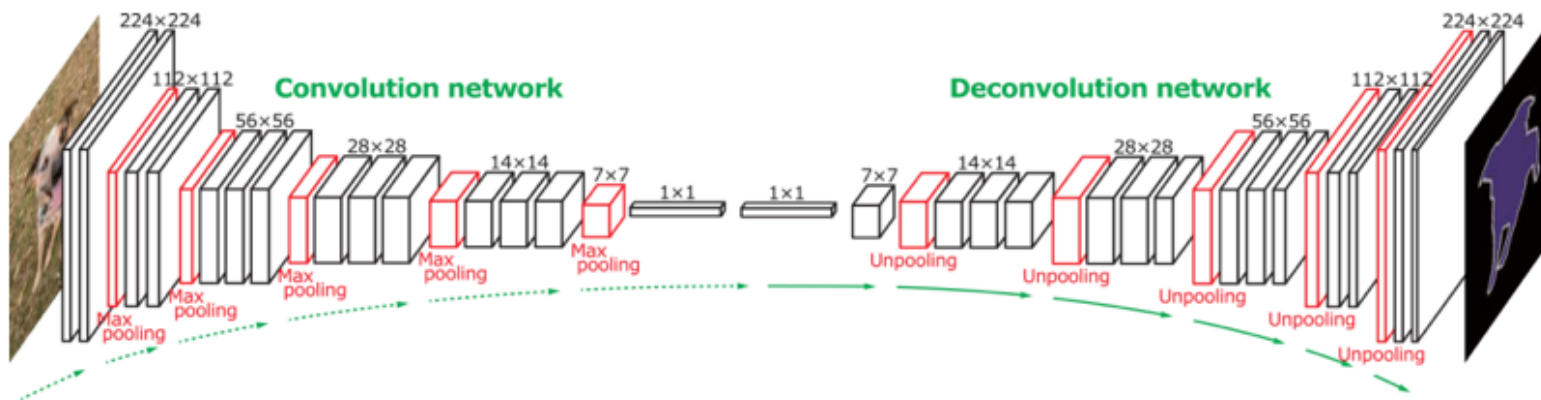 224×224
112×112
56×56
28×28
14×14
7×7
1×1
1×1
7×7
14×14
28×28
56×56
112×112
224×224
Convolution network
Deconvolution network
Max
pooling
Max
pooling
Max
pooling
Max
pooling
Max
pooling
Unpooling
Unpooling
Unpooling
Unpooling
Unpooling